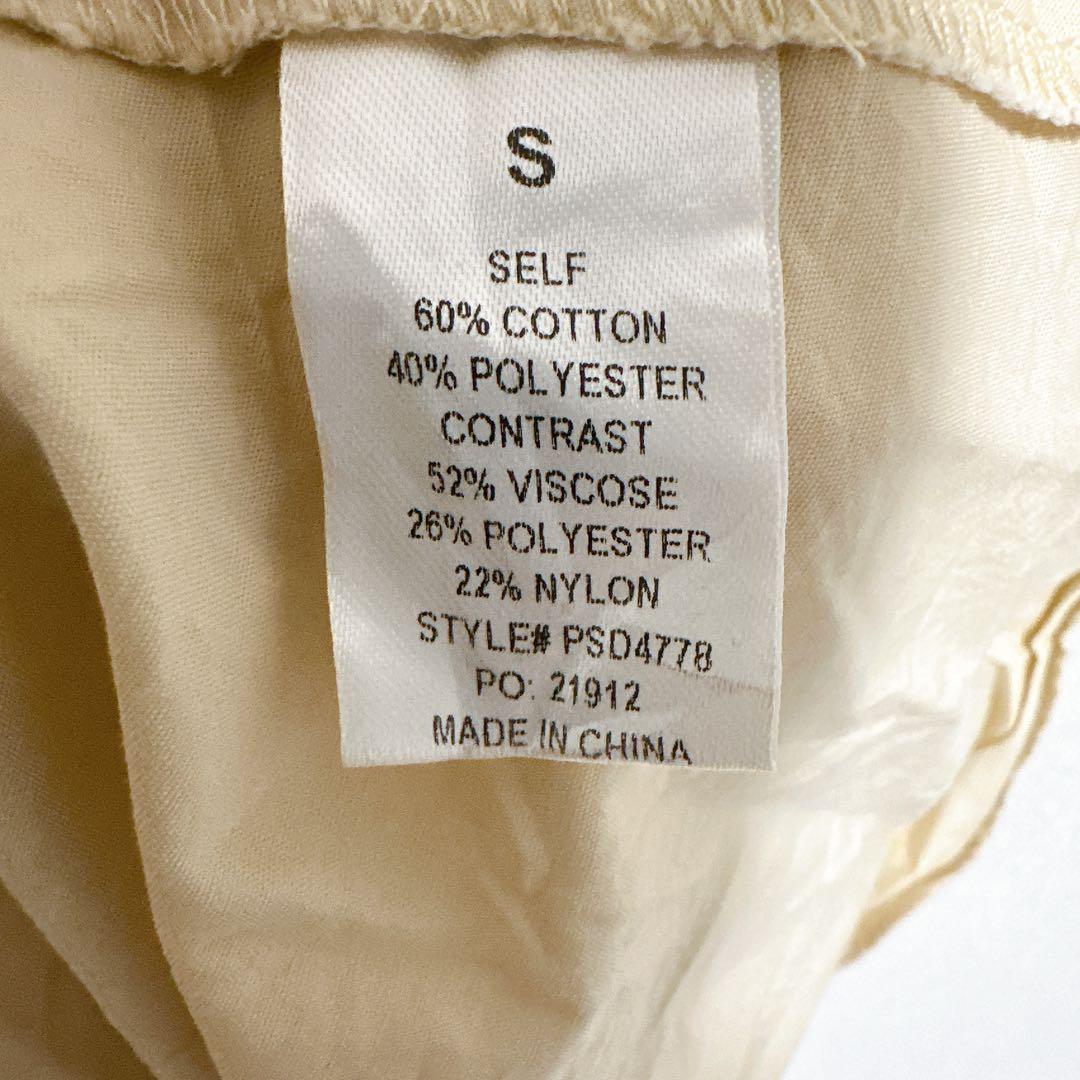 S
SELF
60% COTTON
40% POLYESTER
CONTRAST
52% VISCOSE
26% POLYESTER
22% NYLON
STYLE# PSD4778
PO: 21912
MADE IN CHINA